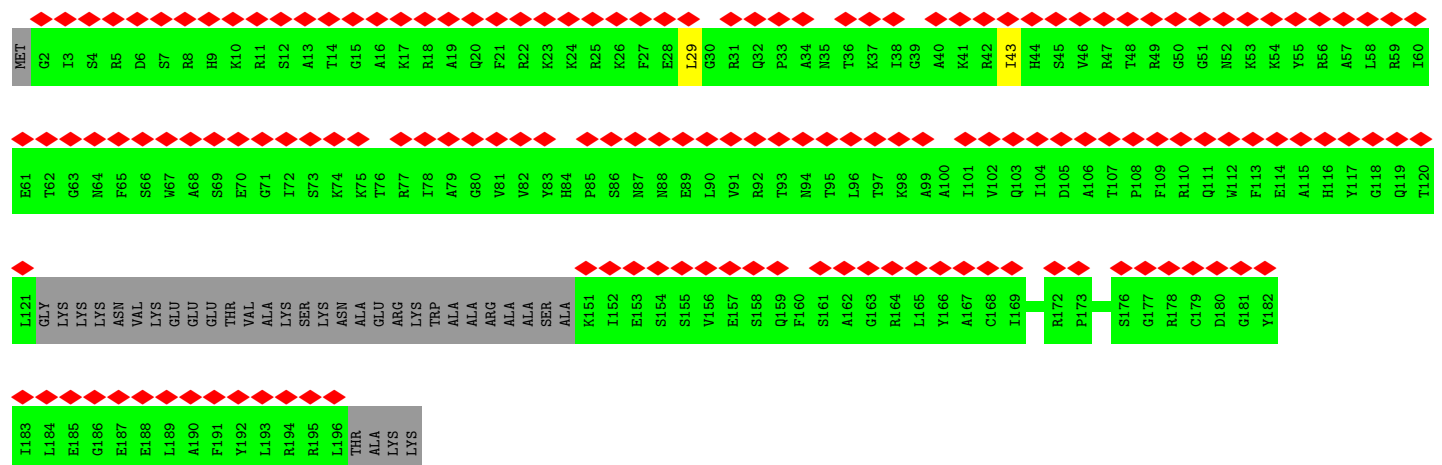 MET G2 I3 S4 R5 D6 S7 R8 H9 K10 R11 S12 A13 T14 G15 A16 K17 R18 A19 Q20 F21 R22 K23 K24 R25 K26 F27 E28 L29 G30 R31 Q32 P33 A34 N35 T36 K37 I38 G39 A40 K41 R42 I43 H44 S45 V46 R47 T48 R49 G50 G51 N52 K53 K54 Y55 R56 A57 L58 R59 I60
E61 T62 G63 N64 F65 S66 W67 A68 S69 E70 G71 I72 S73 K74 K75 T76 R77 I78 A79 G80 V81 V82 Y83 H84 P85 S86 N87 N88 E89 L90 V91 R92 T93 N94 T95 L96 T97 K98 A99 A100 I101 V102 Q103 I104 D105 A106 T107 P108 F109 R110 Q111 W112 F113 E114 A115 H116 Y117 G118 Q119 T120
L121 GLY LYS LYS LYS ASN VAL LYS GLU GLU GLU THR VAL ALA LYS SER LYS ASN ALA GLU ARG LYS TRP ALA ALA ARG ALA ALA SER ALA K151 I152 E153 S154 S155 V156 E157 S158 Q159 F160 S161 A162 G163 R164 L165 Y166 A167 C168 I169 R172 P173 S176 G177 R178 C179 D180 G181 Y182
I183 L184 E185 G186 E187 E188 L189 A190 F191 Y192 L193 R194 R195 L196 THR ALA LYS LYS